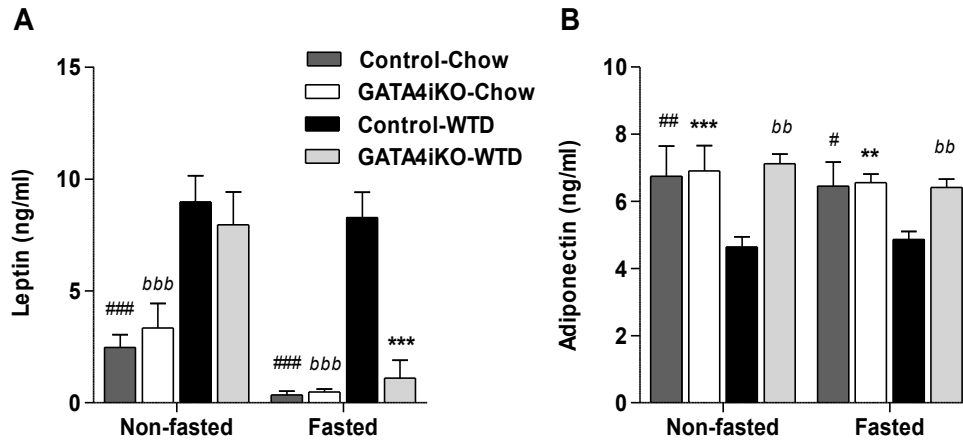 A
Leptin (ng/ml)
15
10
5
0
Control-Chow
GATA4iKO-Chow
Control-WTD
GATA4iKO-WTD
###
bbb
###
bbb
***
Non-fasted
Fasted
B
Adiponectin (ng/ml)
10
8
6
4
2
0
##
***
bb
#
**
bb
Non-fasted
Fasted